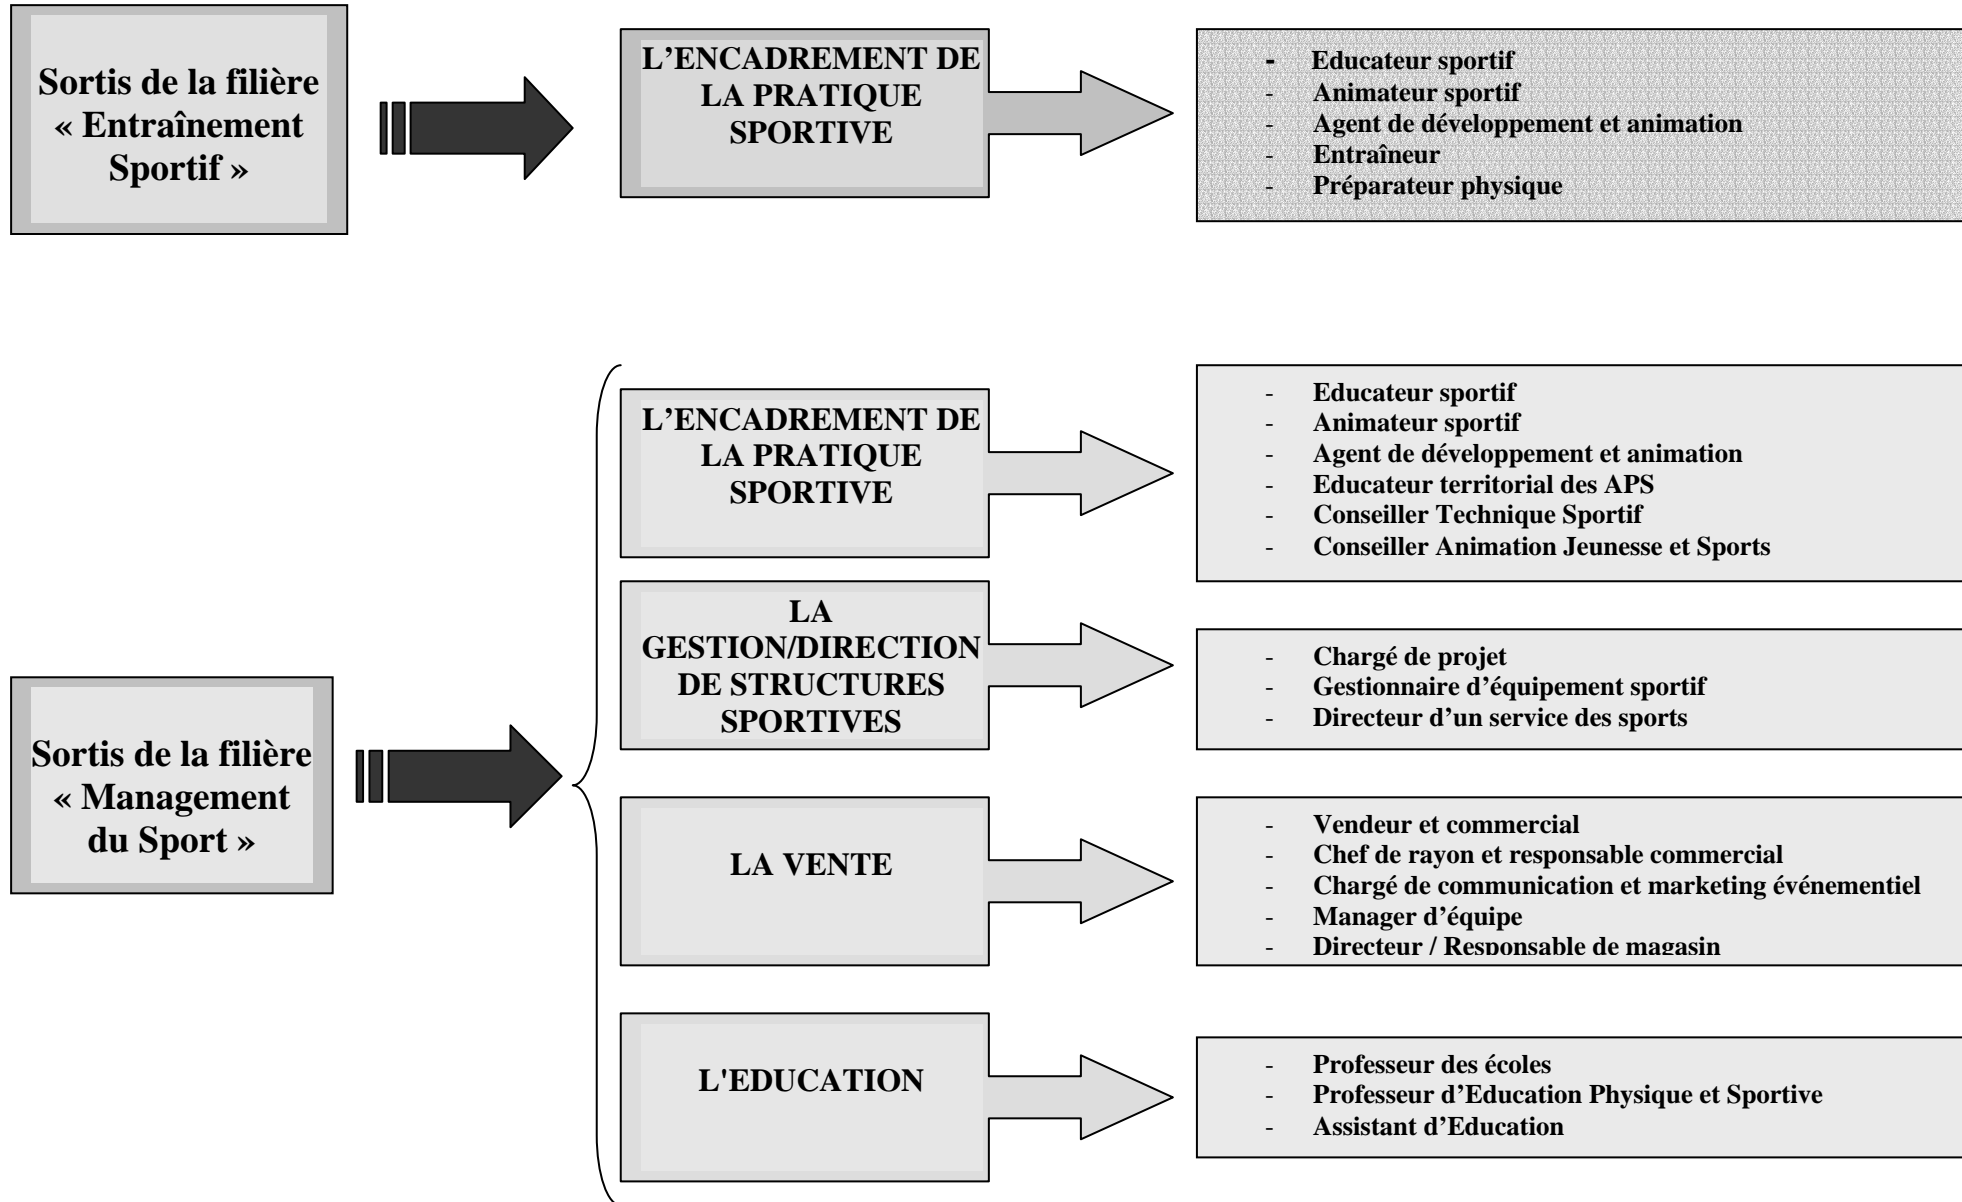 Sortis de la filière
« Entraînement
Sportif »
L’ENCADREMENT DE
LA PRATIQUE
SPORTIVE
- Educateur sportif
- Animateur sportif
- Agent de développement et animation
- Entraîneur
- Préparateur physique
Sortis de la filière
« Management
du Sport »
L’ENCADREMENT DE
LA PRATIQUE
SPORTIVE
- Educateur sportif
- Animateur sportif
- Agent de développement et animation
- Educateur territorial des APS
- Conseiller Technique Sportif
- Conseiller Animation Jeunesse et Sports
LA
GESTION/DIRECTION
DE STRUCTURES
SPORTIVES
- Chargé de projet
- Gestionnaire d’équipement sportif
- Directeur d’un service des sports
LA VENTE
- Vendeur et commercial
- Chef de rayon et responsable commercial
- Chargé de communication et marketing événementiel
- Manager d’équipe
- Directeur / Responsable de magasin
L'EDUCATION
- Professeur des écoles
- Professeur d’Education Physique et Sportive
- Assistant d’Education